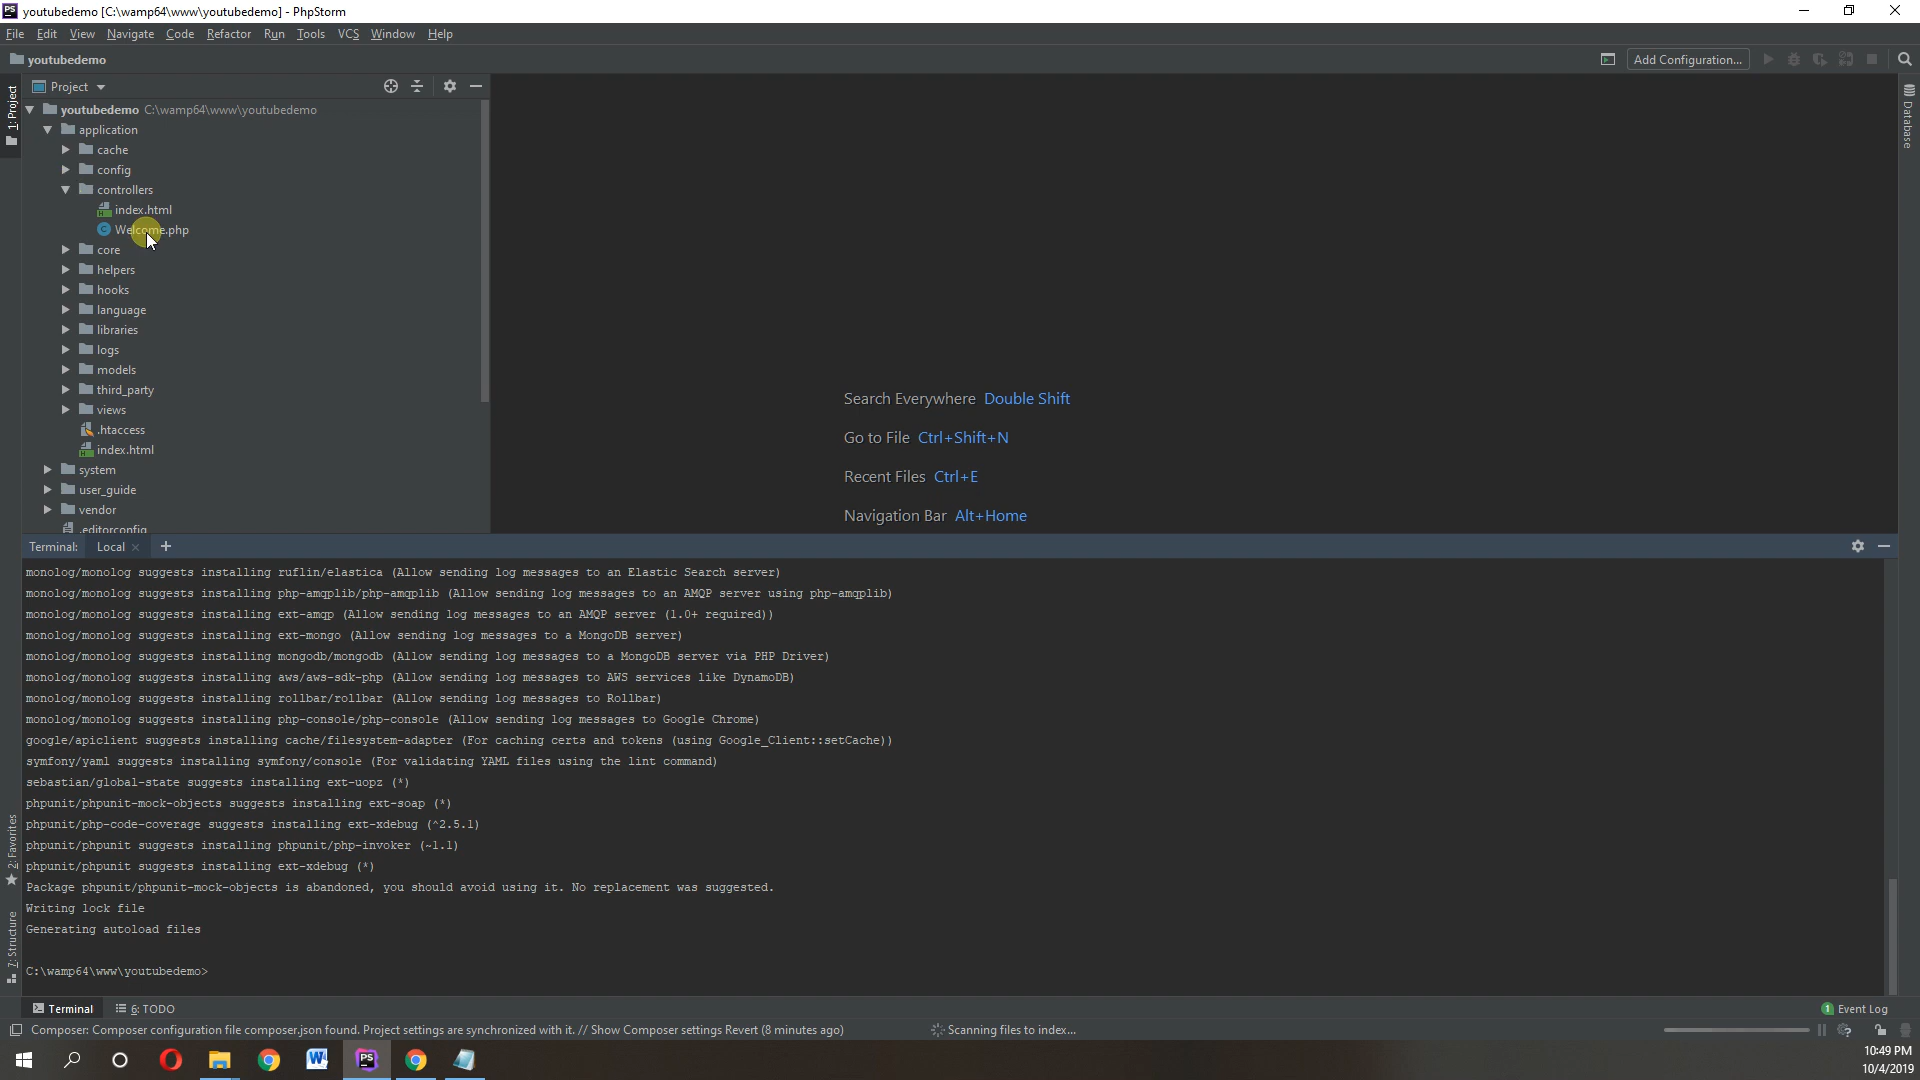 PS youtubedemo [C:\wamp64\www\youtubedemo] - PhpStorm
File Edit View Navigate Code Refactor Run Tools VCS Window Help
youtubedemo
Add Configuration...
Project
1: Project
Database
youtubedemo C:\wamp64\www\youtubedemo
application
cache
config
controllers
index.html
Welcome.php
core
helpers
hooks
language
libraries
logs
models
third_party
views
.htaccess
index.html
system
user_guide
vendor
.editorconfig
Search Everywhere Double Shift
Go to File Ctrl+Shift+N
Recent Files Ctrl+E
Navigation Bar Alt+Home
Terminal: Local +
monolog/monolog suggests installing ruflin/elastica (Allow sending log messages to an Elastic Search server)
monolog/monolog suggests installing php-amqplib/php-amqplib (Allow sending log messages to an AMQP server using php-amqplib)
monolog/monolog suggests installing ext-amqp (Allow sending log messages to an AMQP server (1.0+ required))
monolog/monolog suggests installing ext-mongo (Allow sending log messages to a MongoDB server)
monolog/monolog suggests installing mongodb/mongodb (Allow sending log messages to a MongoDB server via PHP Driver)
monolog/monolog suggests installing aws/aws-sdk-php (Allow sending log messages to AWS services like DynamoDB)
monolog/monolog suggests installing rollbar/rollbar (Allow sending log messages to Rollbar)
monolog/monolog suggests installing php-console/php-console (Allow sending log messages to Google Chrome)
google/apiclient suggests installing cache/filesystem-adapter (For caching certs and tokens (using Google_Client::setCache))
symfony/yaml suggests installing symfony/console (For validating YAML files using the lint command)
sebastian/global-state suggests installing ext-uopz (*)
phpunit/phpunit-mock-objects suggests installing ext-soap (*)
phpunit/php-code-coverage suggests installing ext-xdebug (^2.5.1)
phpunit/phpunit suggests installing phpunit/php-invoker (~1.1)
phpunit/phpunit suggests installing ext-xdebug (*)
Package phpunit/phpunit-mock-objects is abandoned, you should avoid using it. No replacement was suggested.
Writing lock file
Generating autoload files
C:\wamp64\www\youtubedemo>
2: Favorites
7: Structure
Terminal 6: TODO
1 Event Log
Composer: Composer configuration file composer.json found. Project settings are synchronized with it. // Show Composer settings Revert (8 minutes ago)
Scanning files to index...
10:49 PM
10/4/2019